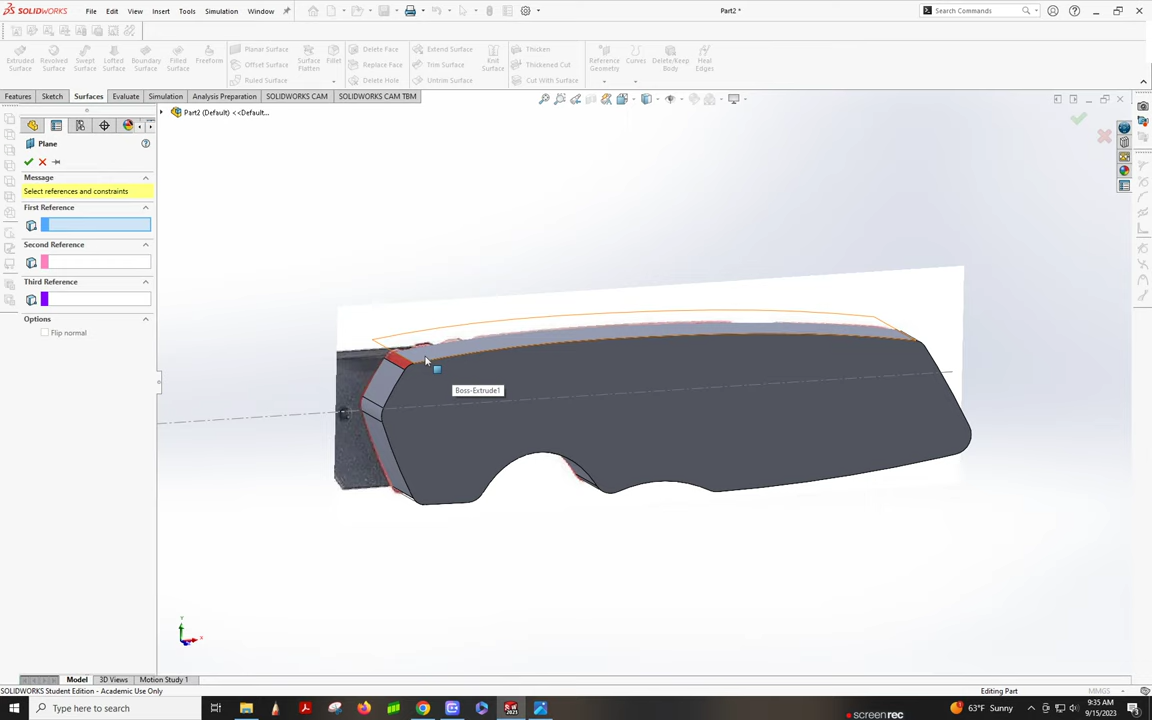 SOLIDWORKS File Edit View Insert Tools Simulation Window Part2 * Search Commands
Extruded Surface Revolved Surface Swept Surface Lofted Surface Boundary Surface Filled Surface Freeform Planar Surface Offset Surface Ruled Surface Surface Flatten Fillet Delete Face Replace Face Delete Hole Extend Surface Trim Surface Untrim Surface Knit Surface Thicken Thickened Cut Cut With Surface Reference Geometry Curves Delete/Keep Body Heal Edges
Features Sketch Surfaces Evaluate Simulation Analysis Preparation SOLIDWORKS CAM SOLIDWORKS CAM TBM
Part2 (Default) <<Default...
Plane
Message
Select references and constraints
First Reference
Second Reference
Third Reference
Options
Flip normal
Boss-Extrude1
Y
X
Model 3D Views Motion Study 1
SOLIDWORKS Student Edition - Academic Use Only Editing Part MMGS
Type here to search 63°F Sunny 9:35 AM
9/15/2023
screenrec